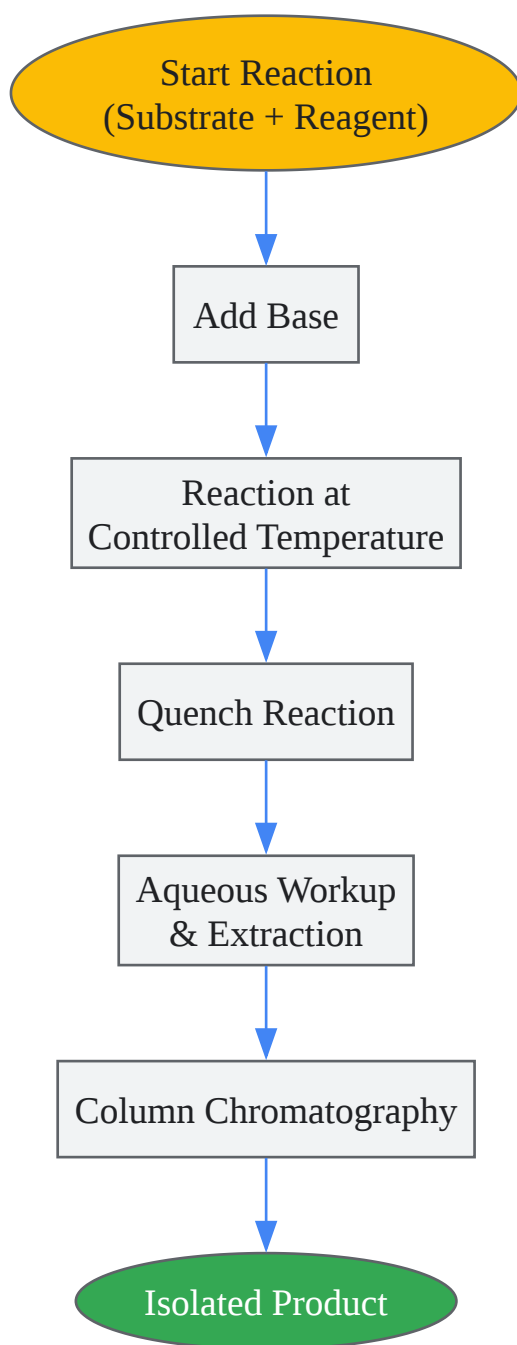 Start Reaction
(Substrate + Reagent)
Add Base
Reaction at
Controlled Temperature
Quench Reaction
Aqueous Workup
& Extraction
Column Chromatography
Isolated Product